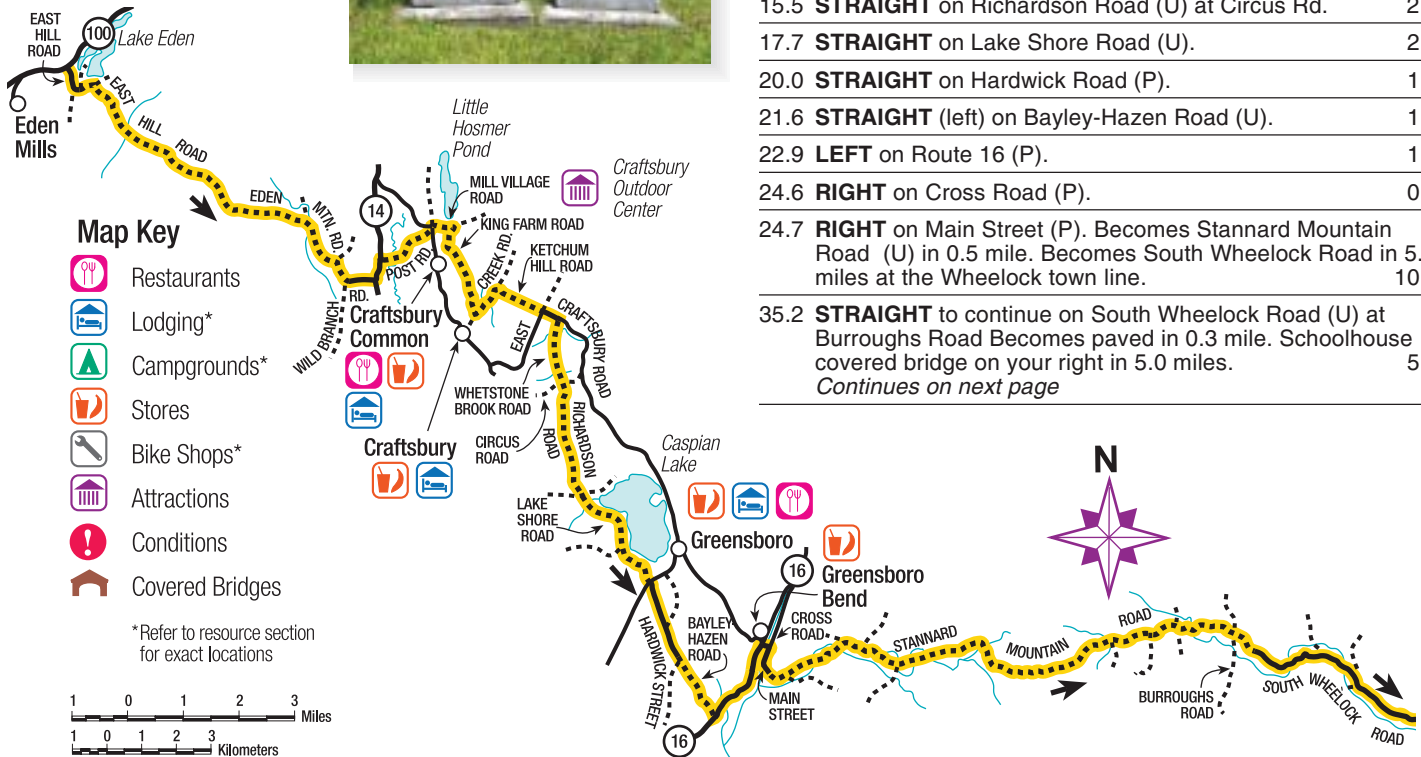 EAST
HILL
ROAD
100
Lake Eden
Eden
Mills
EAST
HILL
ROAD
EDEN
MTN. RD.
14
Little
Hosmer
Pond
MILL VILLAGE
ROAD
Craftsbury
Outdoor
Center
KING FARM ROAD
CREEK RD.
KETCHUM
HILL ROAD
POST RD.
RD.
WILD BRANCH
Craftsbury
Common
EAST
CRAFTSBURY ROAD
WHETSTONE
BROOK ROAD
Craftsbury
CIRCUS
ROAD
RICHARDSON
ROAD
Caspian
Lake
LAKE
SHORE
ROAD
Greensboro
16
Greensboro
Bend
HARDWICK STREET
BAYLEY-
HAZEN
ROAD
CROSS
ROAD
MAIN
STREET
16
STANNARD
MOUNTAIN
ROAD
BURROUGHS
ROAD
SOUTH WHEELOCK
ROAD
N
Map Key
Restaurants
Lodging*
Campgrounds*
Stores
Bike Shops*
Attractions
! Conditions
Covered Bridges
*Refer to resource section
for exact locations
1 0 1 2 3 Miles
1 0 1 2 3 Kilometers
15.5 STRAIGHT on Richardson Road (U) at Circus Rd. 2
17.7 STRAIGHT on Lake Shore Road (U). 2
20.0 STRAIGHT on Hardwick Road (P). 1
21.6 STRAIGHT (left) on Bayley-Hazen Road (U). 1
22.9 LEFT on Route 16 (P). 1
24.6 RIGHT on Cross Road (P). 0
24.7 RIGHT on Main Street (P). Becomes Stannard Mountain
Road (U) in 0.5 mile. Becomes South Wheelock Road in 5.
miles at the Wheelock town line. 10
35.2 STRAIGHT to continue on South Wheelock Road (U) at
Burroughs Road Becomes paved in 0.3 mile. Schoolhouse
covered bridge on your right in 5.0 miles. 5
Continues on next page